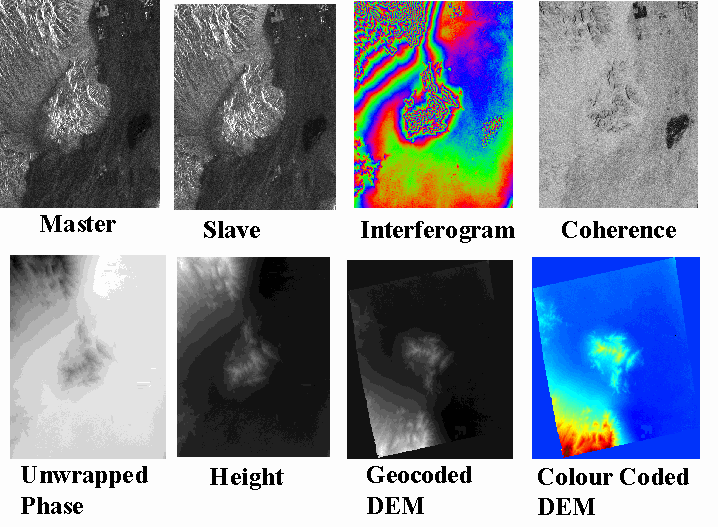 Master
Slave
Interferogram
Coherence
Unwrapped
Phase
Height
Geocoded
DEM
Colour Coded
DEM